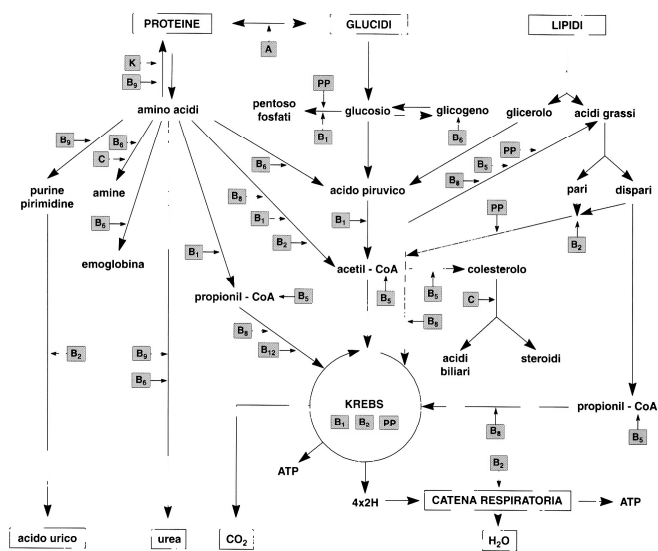 PROTEINE
GLUCIDI
LIPIDI
A
K
B9
PP
amino acidi
pentoso
fosfati
glucosio
glicogeno
glicerolo
acidi grassi
B1
B6
B9
B6
C
B6
PP
B5
B8
purine
pirimidine
amine
acido piruvico
pari
dispari
B8
B1
B2
B1
PP
B6
B2
emoglobina
B1
acetil - CoA
colesterolo
propionil - CoA
B5
B5
B5
C
B8
B8
B12
acidi
biliari
steroidi
B2
B9
B6
KREBS
B1
B2
PP
propionil - CoA
B8
B5
B2
ATP
4x2H
CATENA RESPIRATORIA
ATP
acido urico
urea
CO2
H2O